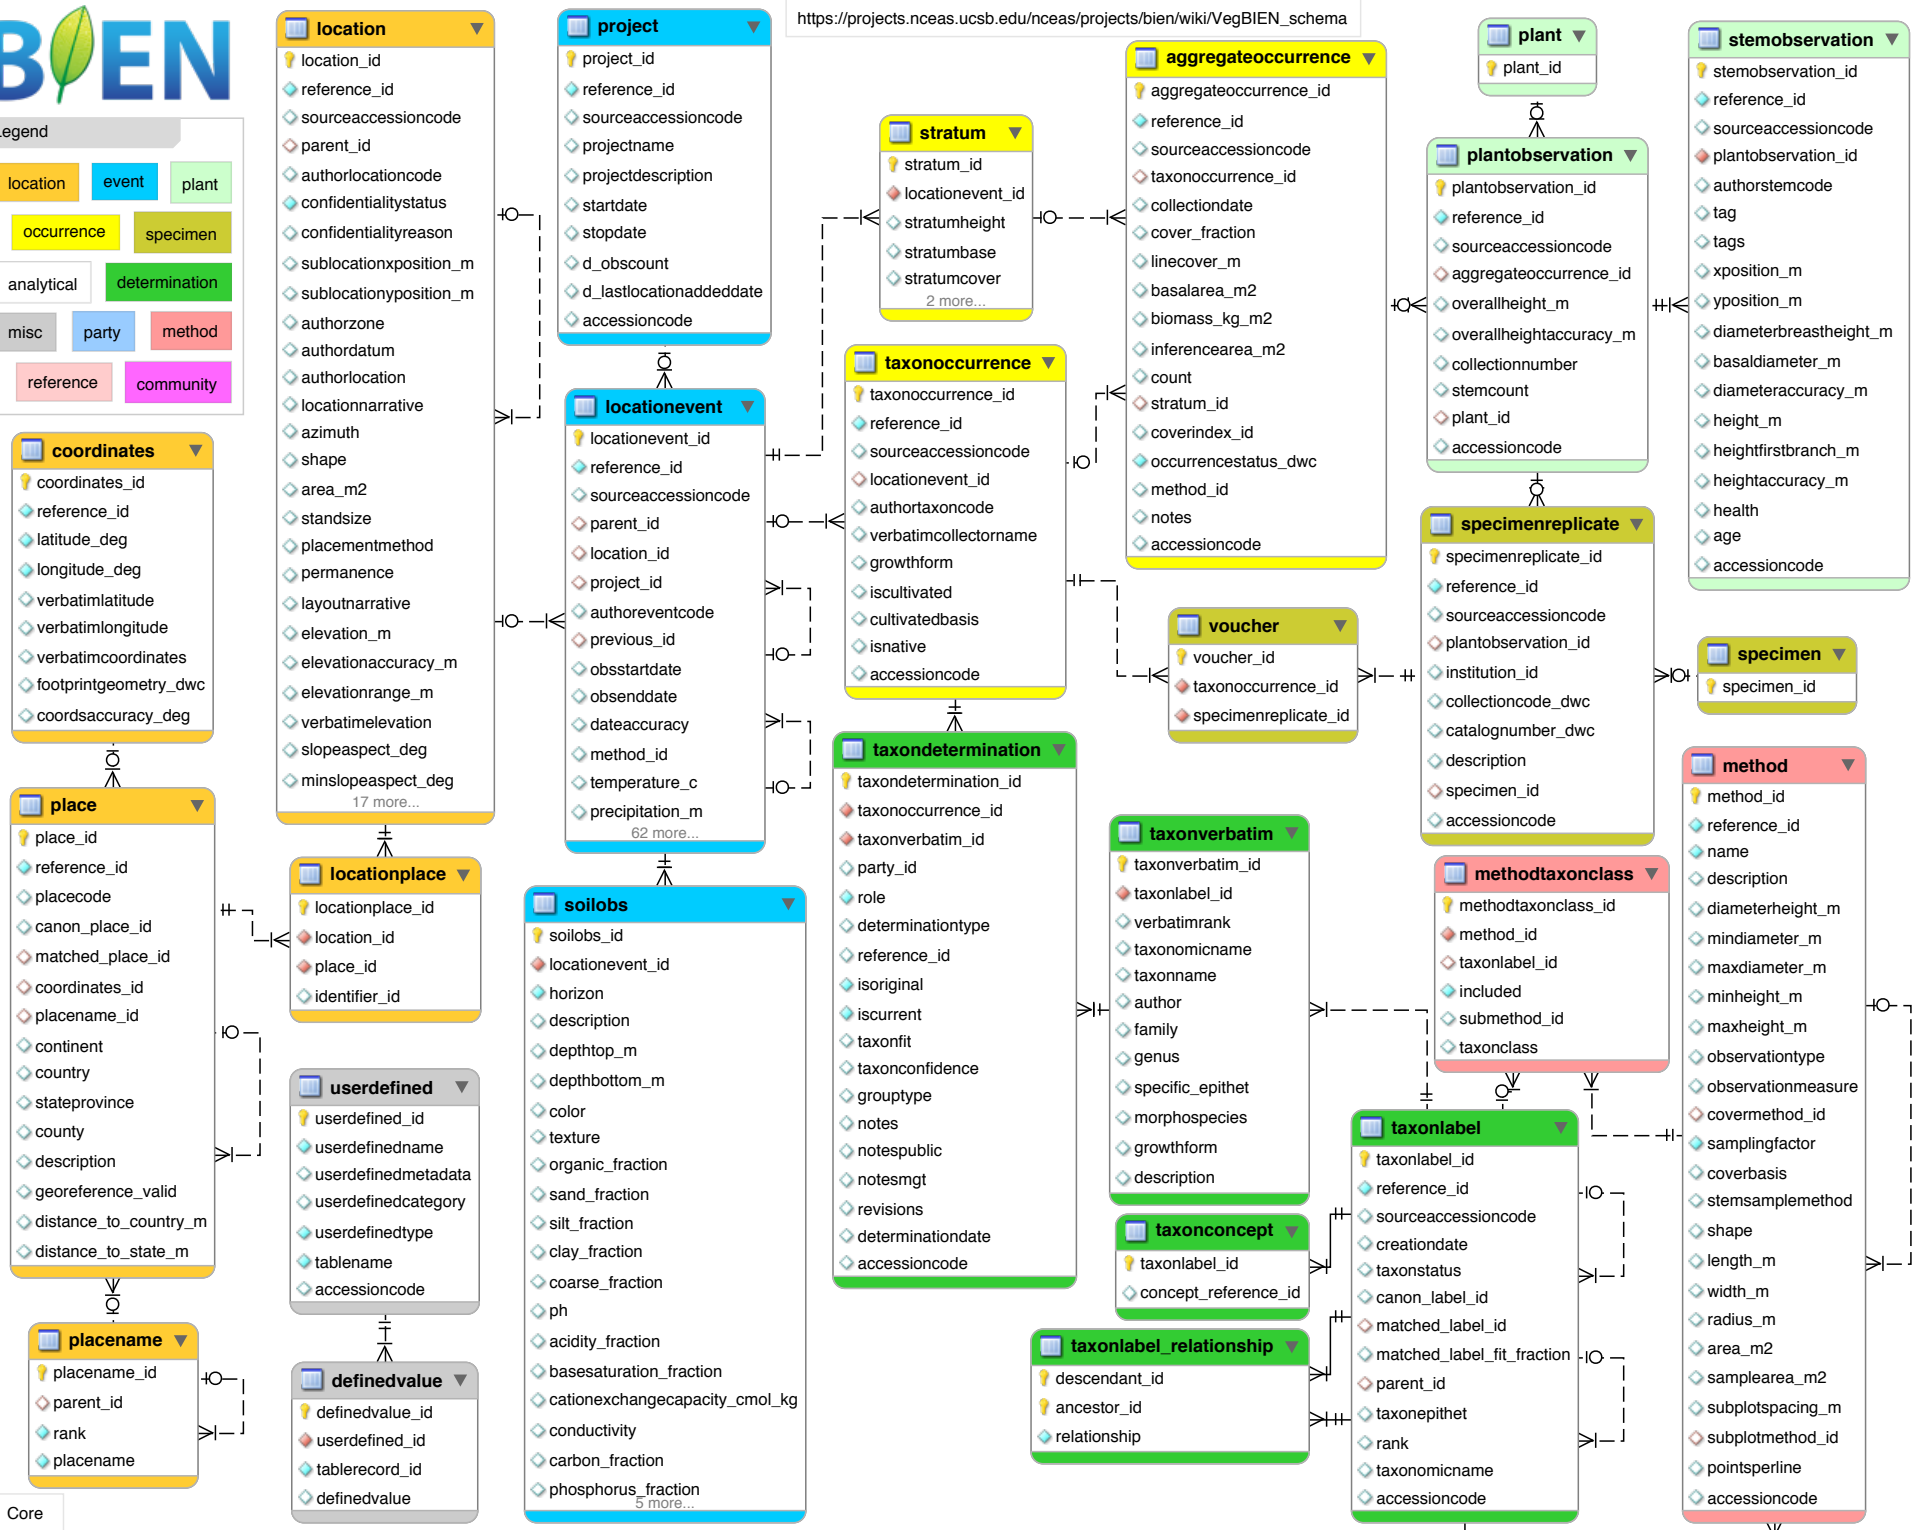 BIEN
https://projects.nceas.ucsb.edu/nceas/projects/bien/wiki/VegBIEN_schema
Legend
location
event
plant
occurrence
specimen
analytical
determination
misc
party
method
reference
community
coordinates
coordinates_id
reference_id
latitude_deg
longitude_deg
verbatimlatitude
verbatimlongitude
verbatimcoordinates
footprintgeometry_dwc
coordsaccuracy_deg
place
place_id
reference_id
placecode
canon_place_id
matched_place_id
coordinates_id
placename_id
continent
country
stateprovince
county
description
georeference_valid
distance_to_country_m
distance_to_state_m
placename
placename_id
parent_id
rank
placename
Core
location
location_id
reference_id
sourceaccessioncode
parent_id
authorlocationcode
confidentialitystatus
confidentialityreason
sublocationxposition_m
sublocationyposition_m
authorzone
authordatum
authorlocation
locationnarrative
azimuth
shape
area_m2
standsize
placementmethod
permanence
layoutnarrative
elevation_m
elevationaccuracy_m
elevationrange_m
verbatimelevation
slopeaspect_deg
minslopeaspect_deg
17 more...
locationplace
locationplace_id
location_id
place_id
identifier_id
userdefined
userdefined_id
userdefinedname
userdefinedmetadata
userdefinedcategory
userdefinedtype
tablename
accessioncode
definedvalue
definedvalue_id
userdefined_id
tablerecord_id
definedvalue
project
project_id
reference_id
sourceaccessioncode
projectname
projectdescription
startdate
stopdate
d_obscount
d_lastlocationaddeddate
accessioncode
locationevent
locationevent_id
reference_id
sourceaccessioncode
parent_id
location_id
project_id
authoreventcode
previous_id
obsstartdate
obsenddate
dateaccuracy
method_id
temperature_c
precipitation_m
62 more...
soilobs
soilobs_id
locationevent_id
horizon
description
depthtop_m
depthbottom_m
color
texture
organic_fraction
sand_fraction
silt_fraction
clay_fraction
coarse_fraction
ph
acidity_fraction
basesaturation_fraction
cationexchangecapacity_cmol_kg
conductivity
carbon_fraction
phosphorus_fraction
5 more...
stratum
stratum_id
locationevent_id
stratumheight
stratumbase
stratumcover
2 more...
taxonoccurrence
taxonoccurrence_id
reference_id
sourceaccessioncode
locationevent_id
authortaxoncode
verbatimcollectorname
growthform
iscultivated
cultivatedbasis
isnative
accessioncode
taxondetermination
taxondetermination_id
taxonoccurrence_id
taxonverbatim_id
party_id
role
determinationtype
reference_id
isoriginal
iscurrent
taxonfit
taxonconfidence
grouptype
notes
notespublic
notesmgt
revisions
determinationdate
accessioncode
aggregateoccurrence
aggregateoccurrence_id
reference_id
sourceaccessioncode
taxonoccurrence_id
collectiondate
cover_fraction
linecover_m
basalarea_m2
biomass_kg_m2
inferencearea_m2
count
stratum_id
coverindex_id
occurrencestatus_dwc
method_id
notes
accessioncode
voucher
voucher_id
taxonoccurrence_id
specimenreplicate_id
taxonverbatim
taxonverbatim_id
taxonlabel_id
verbatimrank
taxonomicname
taxonname
author
family
genus
specific_epithet
morphospecies
growthform
description
taxonconcept
taxonlabel_id
concept_reference_id
taxonlabel_relationship
descendant_id
ancestor_id
relationship
plant
plant_id
plantobservation
plantobservation_id
reference_id
sourceaccessioncode
aggregateoccurrence_id
overallheight_m
overallheightaccuracy_m
collectionnumber
stemcount
plant_id
accessioncode
specimenreplicate
specimenreplicate_id
reference_id
sourceaccessioncode
plantobservation_id
institution_id
collectioncode_dwc
catalognumber_dwc
description
specimen_id
accessioncode
methodtaxonclass
methodtaxonclass_id
method_id
taxonlabel_id
included
submethod_id
taxonclass
taxonlabel
taxonlabel_id
reference_id
sourceaccessioncode
creationdate
taxonstatus
canon_label_id
matched_label_id
matched_label_fit_fraction
parent_id
taxonepithet
rank
taxonomicname
accessioncode
stemobservation
stemobservation_id
reference_id
sourceaccessioncode
plantobservation_id
authorstemcode
tag
tags
xposition_m
yposition_m
diameterbreastheight_m
basaldiameter_m
diameteraccuracy_m
height_m
heightfirstbranch_m
heightaccuracy_m
health
age
accessioncode
specimen
specimen_id
method
method_id
reference_id
name
description
diameterheight_m
mindiameter_m
maxdiameter_m
minheight_m
maxheight_m
observationtype
observationmeasure
covermethod_id
samplingfactor
coverbasis
stemsamplemethod
shape
length_m
width_m
radius_m
area_m2
samplearea_m2
subplotspacing_m
subplotmethod_id
pointsperline
accessioncode